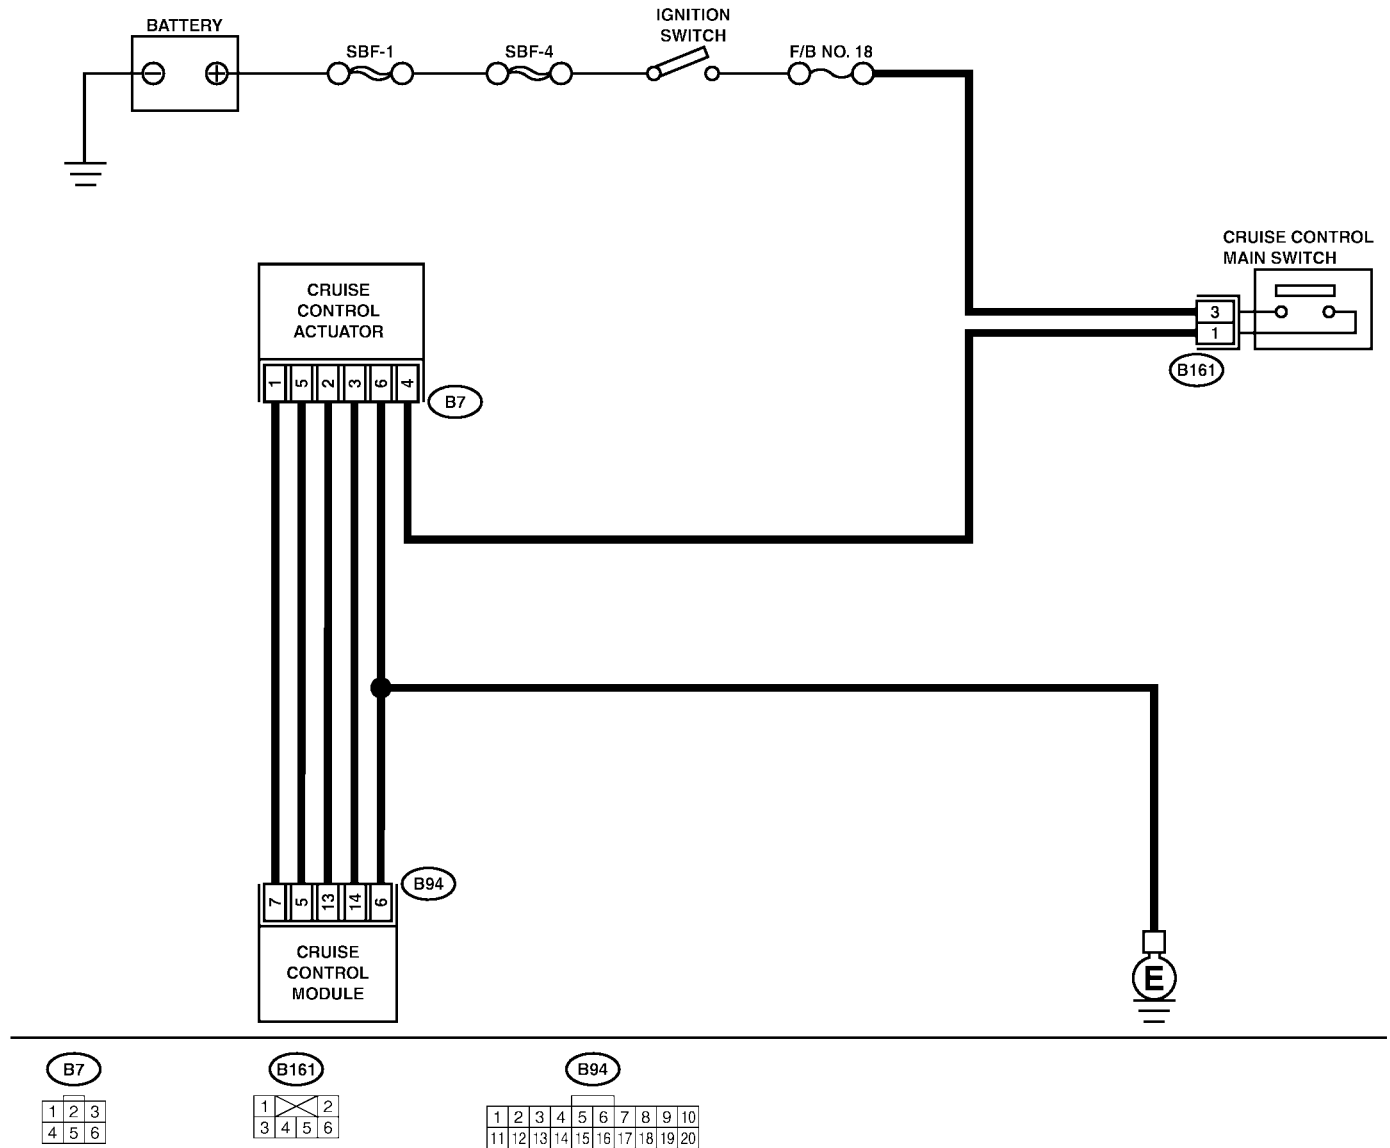 BATTERY
SBF-1
SBF-4
IGNITION
SWITCH
F/B NO. 18
CRUISE CONTROL
MAIN SWITCH
3
1
B161
CRUISE
CONTROL
ACTUATOR
1 5 2 3 6 4
B7
B94
7 5 13 14 6
CRUISE
CONTROL
MODULE
E
B7
1 2 3
4 5 6
B161
1 2
3 4 5 6
B94
1 2 3 4 5 6 7 8 9 10
11 12 13 14 15 16 17 18 19 20